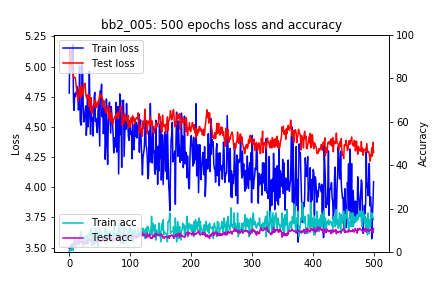 bb2_005: 500 epochs loss and accuracy
5.25
5.00
4.75
4.50
4.25
4.00
3.75
3.50
Loss
Train loss
Test loss
Train acc
Test acc
100
80
60
40
20
0
Accuracy
0
100
200
300
400
500